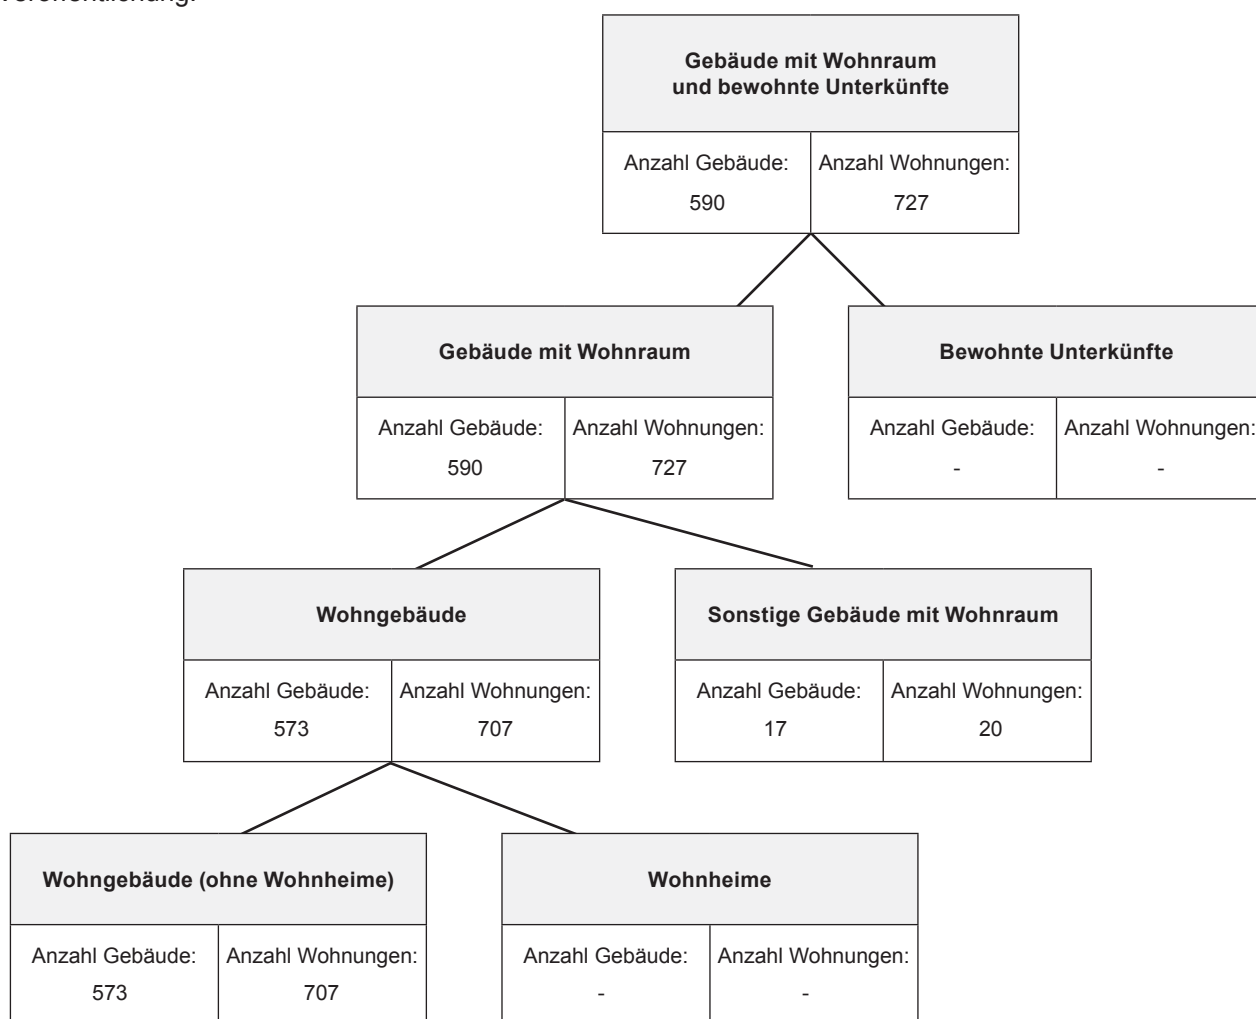 Veröffentlichung.
Gebäude mit Wohnraum
und bewohnte Unterkünfte
Anzahl Gebäude: Anzahl Wohnungen:
590 727
Gebäude mit Wohnraum Bewohnte Unterkünfte
Anzahl Gebäude: Anzahl Wohnungen: Anzahl Gebäude: Anzahl Wohnungen:
590 727 - -
Wohngebäude Sonstige Gebäude mit Wohnraum
Anzahl Gebäude: Anzahl Wohnungen: Anzahl Gebäude: Anzahl Wohnungen:
573 707 17 20
Wohngebäude (ohne Wohnheime) Wohnheime
Anzahl Gebäude: Anzahl Wohnungen: Anzahl Gebäude: Anzahl Wohnungen:
573 707 - -